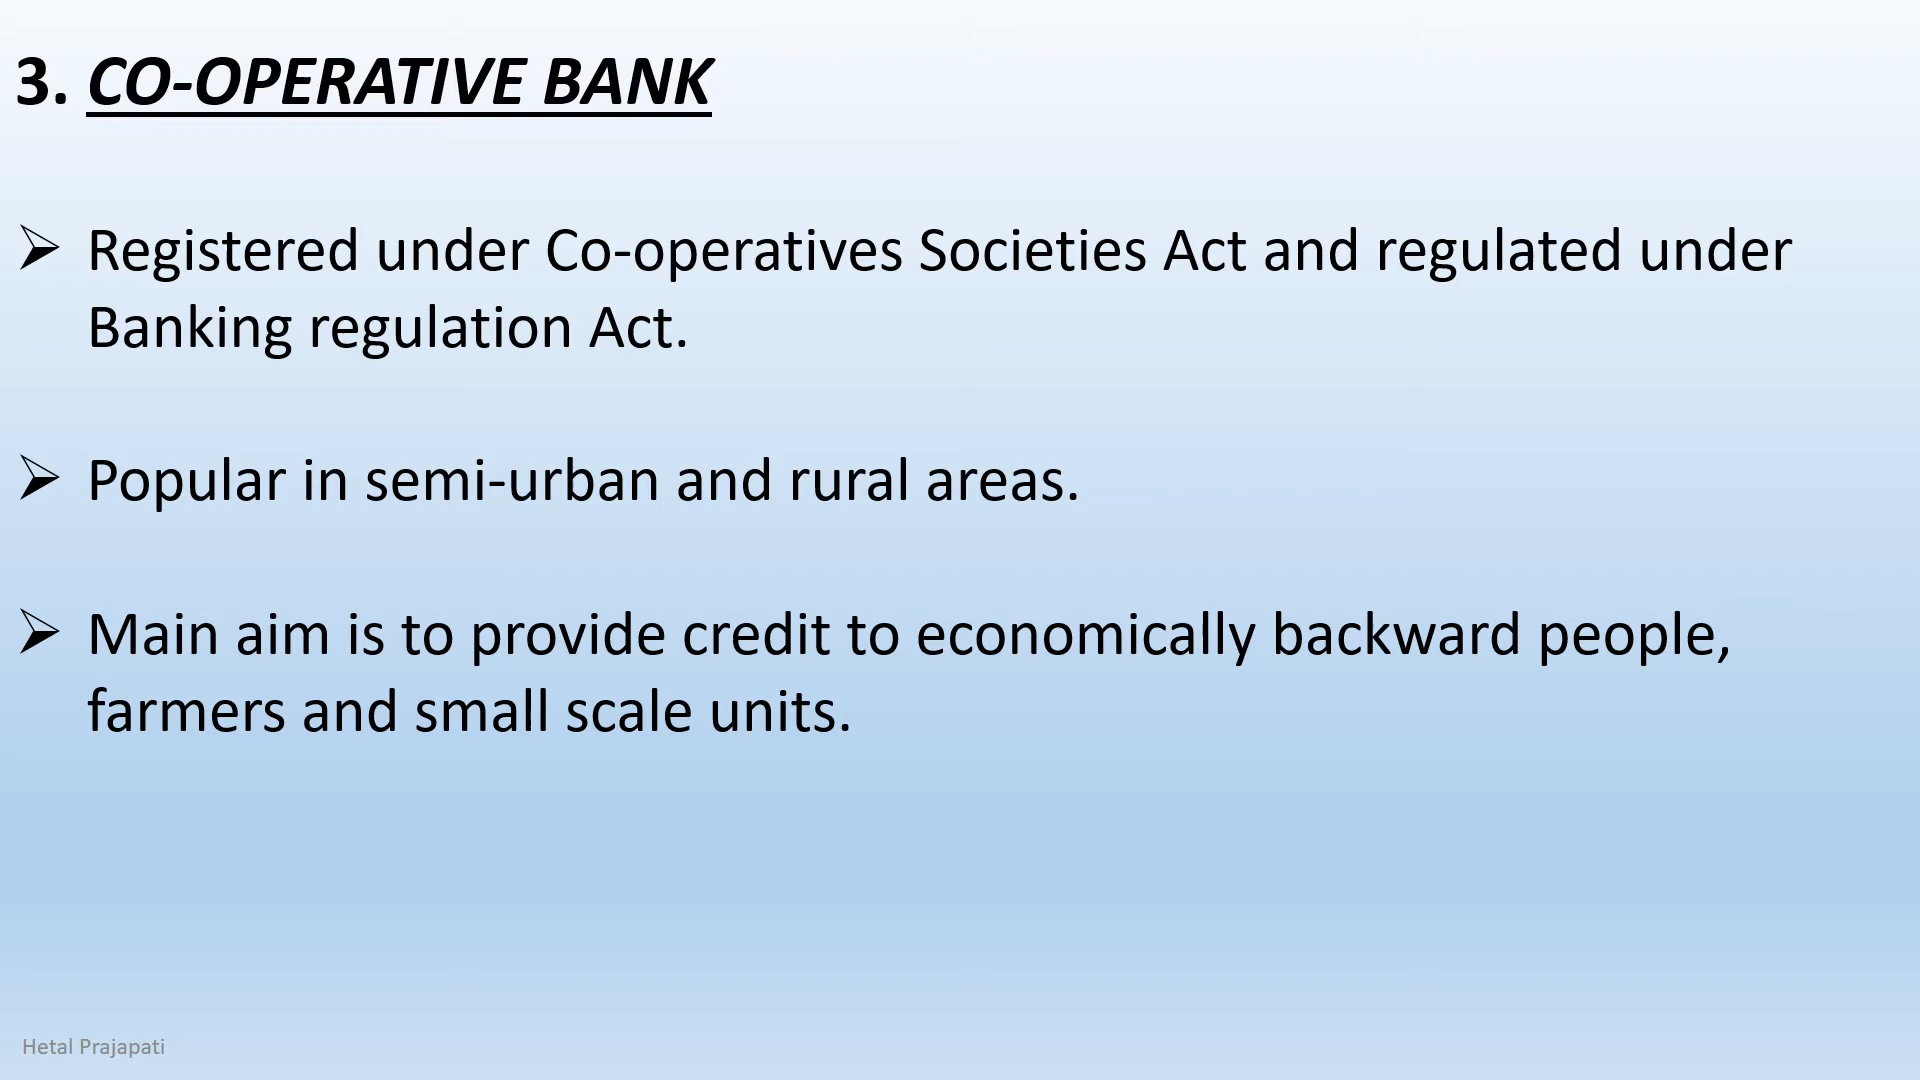 3. CO-OPERATIVE BANK
➢ Registered under Co-operatives Societies Act and regulated under
Banking regulation Act.
➢ Popular in semi-urban and rural areas.
➢ Main aim is to provide credit to economically backward people,
farmers and small scale units.
Hetal Prajapati